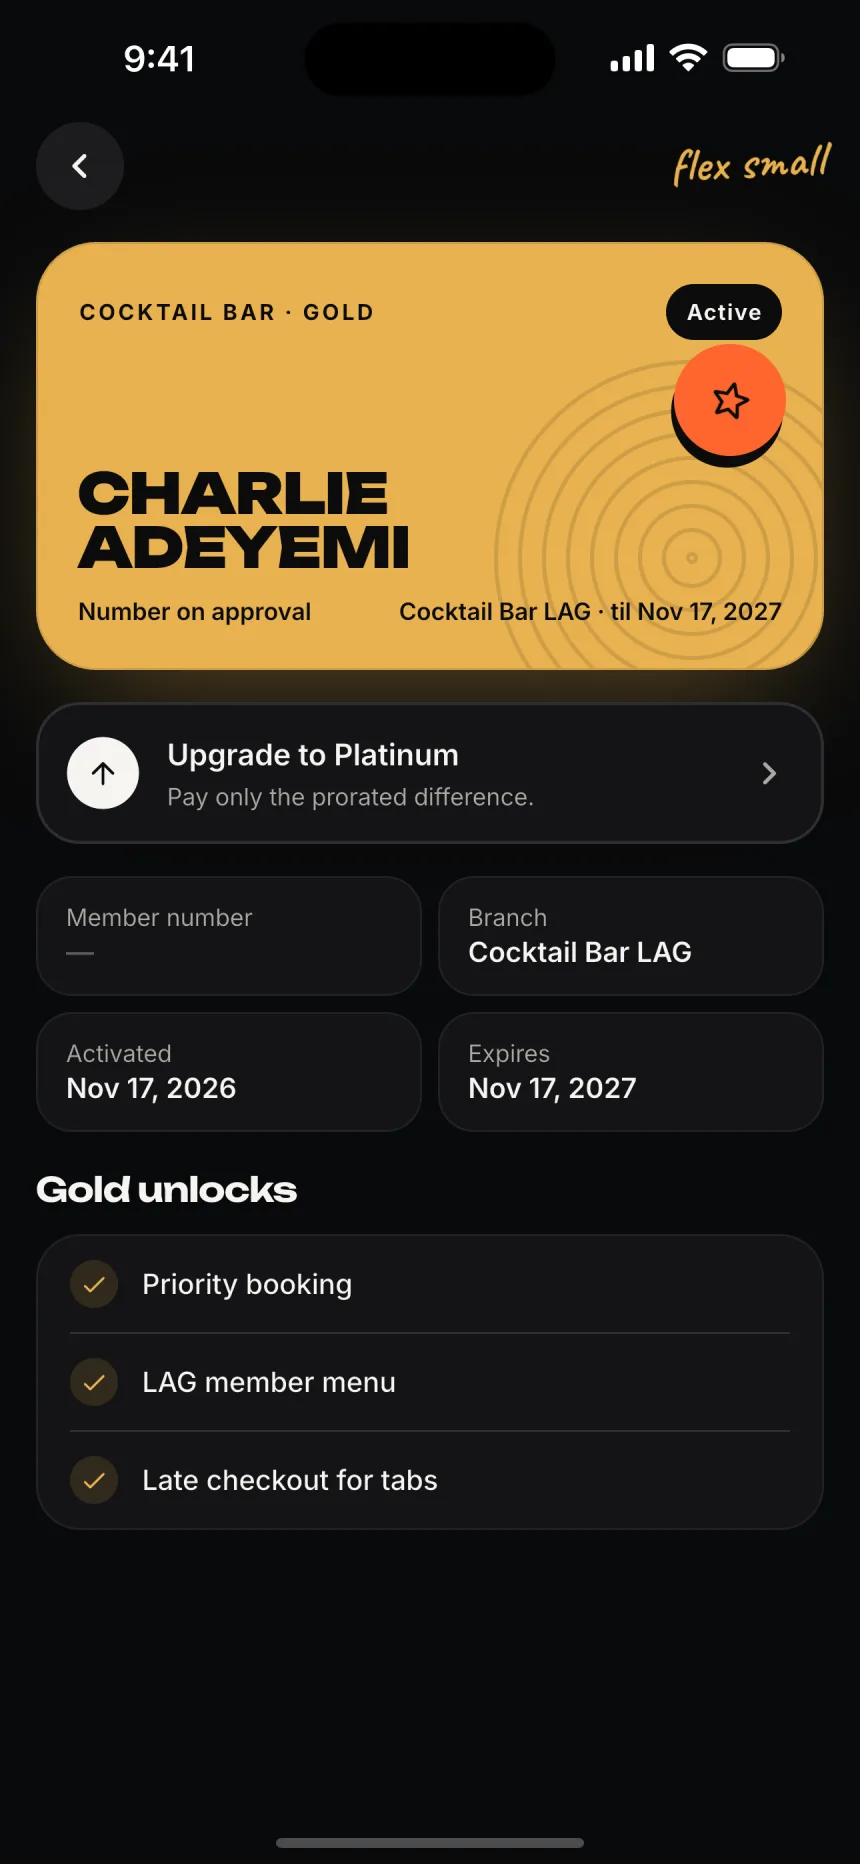 9:41
flex small
COCKTAIL BAR · GOLD
Active
CHARLIE
ADEYEMI
Number on approval
Cocktail Bar LAG · til Nov 17, 2027
Upgrade to Platinum
Pay only the prorated difference.
Member number
—
Branch
Cocktail Bar LAG
Activated
Nov 17, 2026
Expires
Nov 17, 2027
Gold unlocks
Priority booking
LAG member menu
Late checkout for tabs